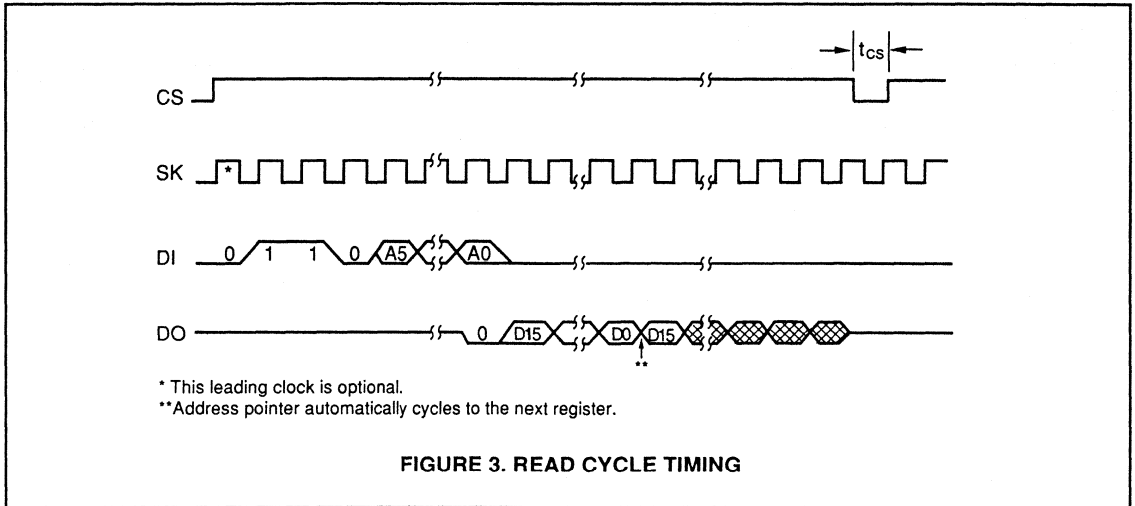 tCS
CS
SK *
DI 0 1 1 0 A5 A0
DO 0 D15 D0 D15
**
* This leading clock is optional.
**Address pointer automatically cycles to the next register.
FIGURE 3. READ CYCLE TIMING